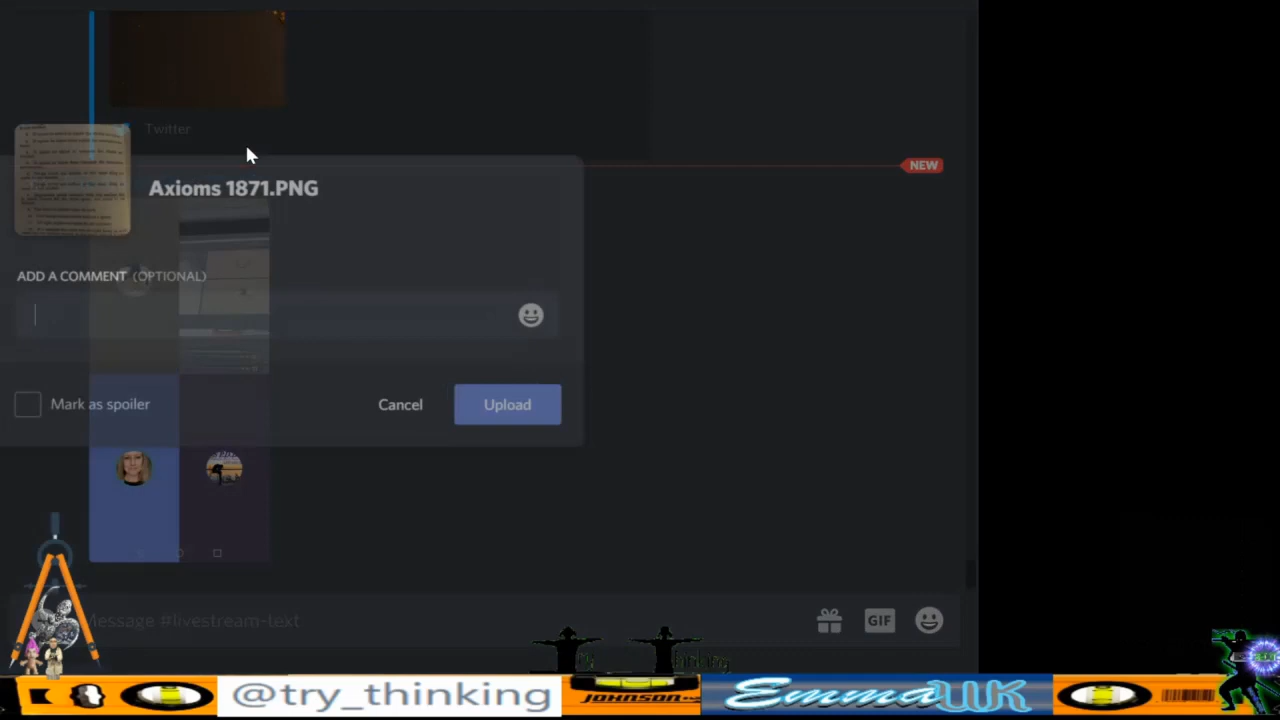 Twitter
NEW
Axioms 1871.PNG
ADD A COMMENT (OPTIONAL)
Mark as spoiler
Cancel
Upload
Message #livestream-text
GIF
@try_thinking
JOHNSON
EmmaUK